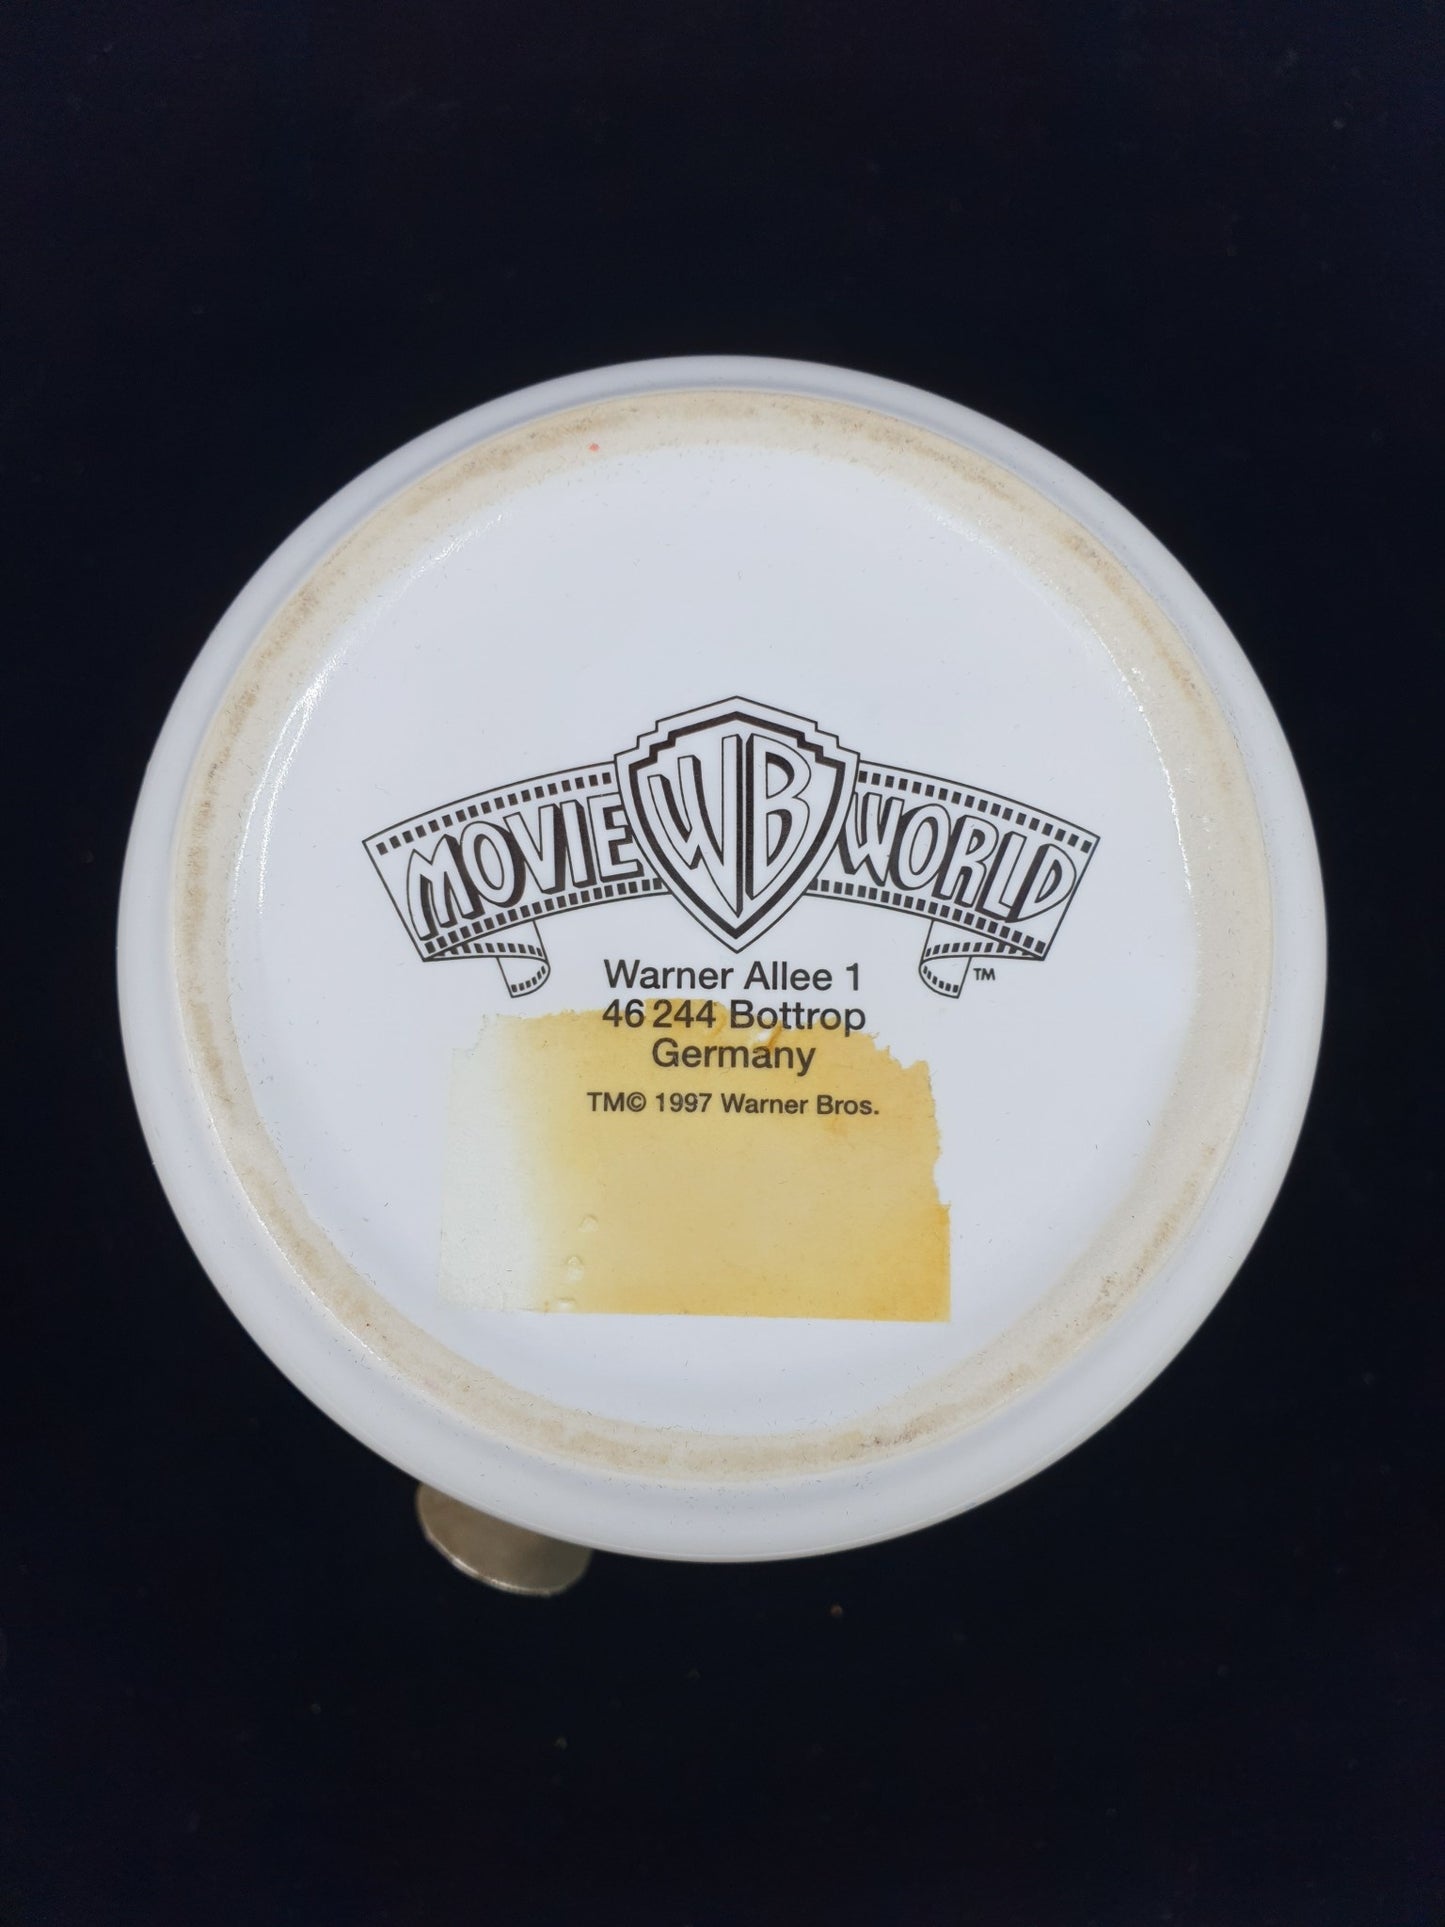 MOVIE WB WORLD
TM
Warner Allee 1
46 244 Bottrop
Germany
TM© 1997 Warner Bros.